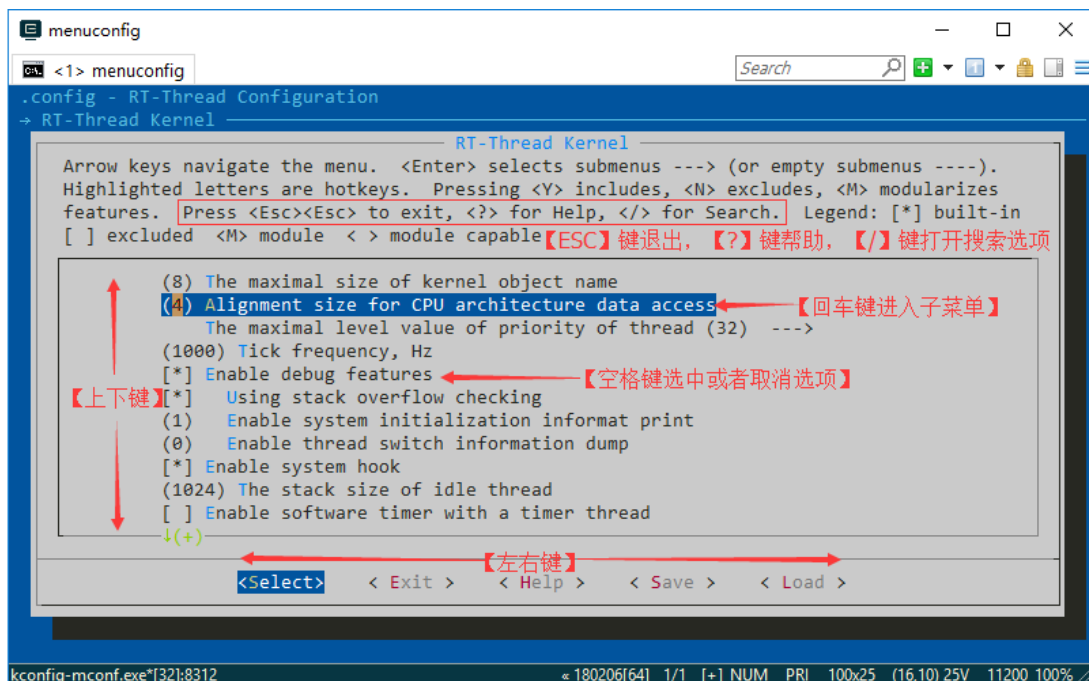 menuconfig
<1> menuconfig
Search
.config - RT-Thread Configuration
→ RT-Thread Kernel
RT-Thread Kernel
Arrow keys navigate the menu.  <Enter> selects submenus ---> (or empty submenus ----).
Highlighted letters are hotkeys.  Pressing <Y> includes, <N> excludes, <M> modularizes
features.  Press <Esc><Esc> to exit, <?> for Help, </> for Search.  Legend: [*] built-in
[ ] excluded  <M> module  < > module capable【ESC】键退出，【?】键帮助，【/】键打开搜索选项
(8) The maximal size of kernel object name
(4) Alignment size for CPU architecture data access【回车键进入子菜单】
The maximal level value of priority of thread (32)  --->
(1000) Tick frequency, Hz
[*] Enable debug features【空格键选中或者取消选项】
【上下键】[*]   Using stack overflow checking
(1)   Enable system initialization informat print
(0)   Enable thread switch information dump
[*] Enable system hook
(1024) The stack size of idle thread
[ ] Enable software timer with a timer thread
↓(+)
【左右键】
<Select>    < Exit >    < Help >    < Save >    < Load >
kconfig-mconf.exe*[32]:8312    « 180206[64]  1/1  [+] NUM  PRI  100x25  (16,10) 25V  11200 100%